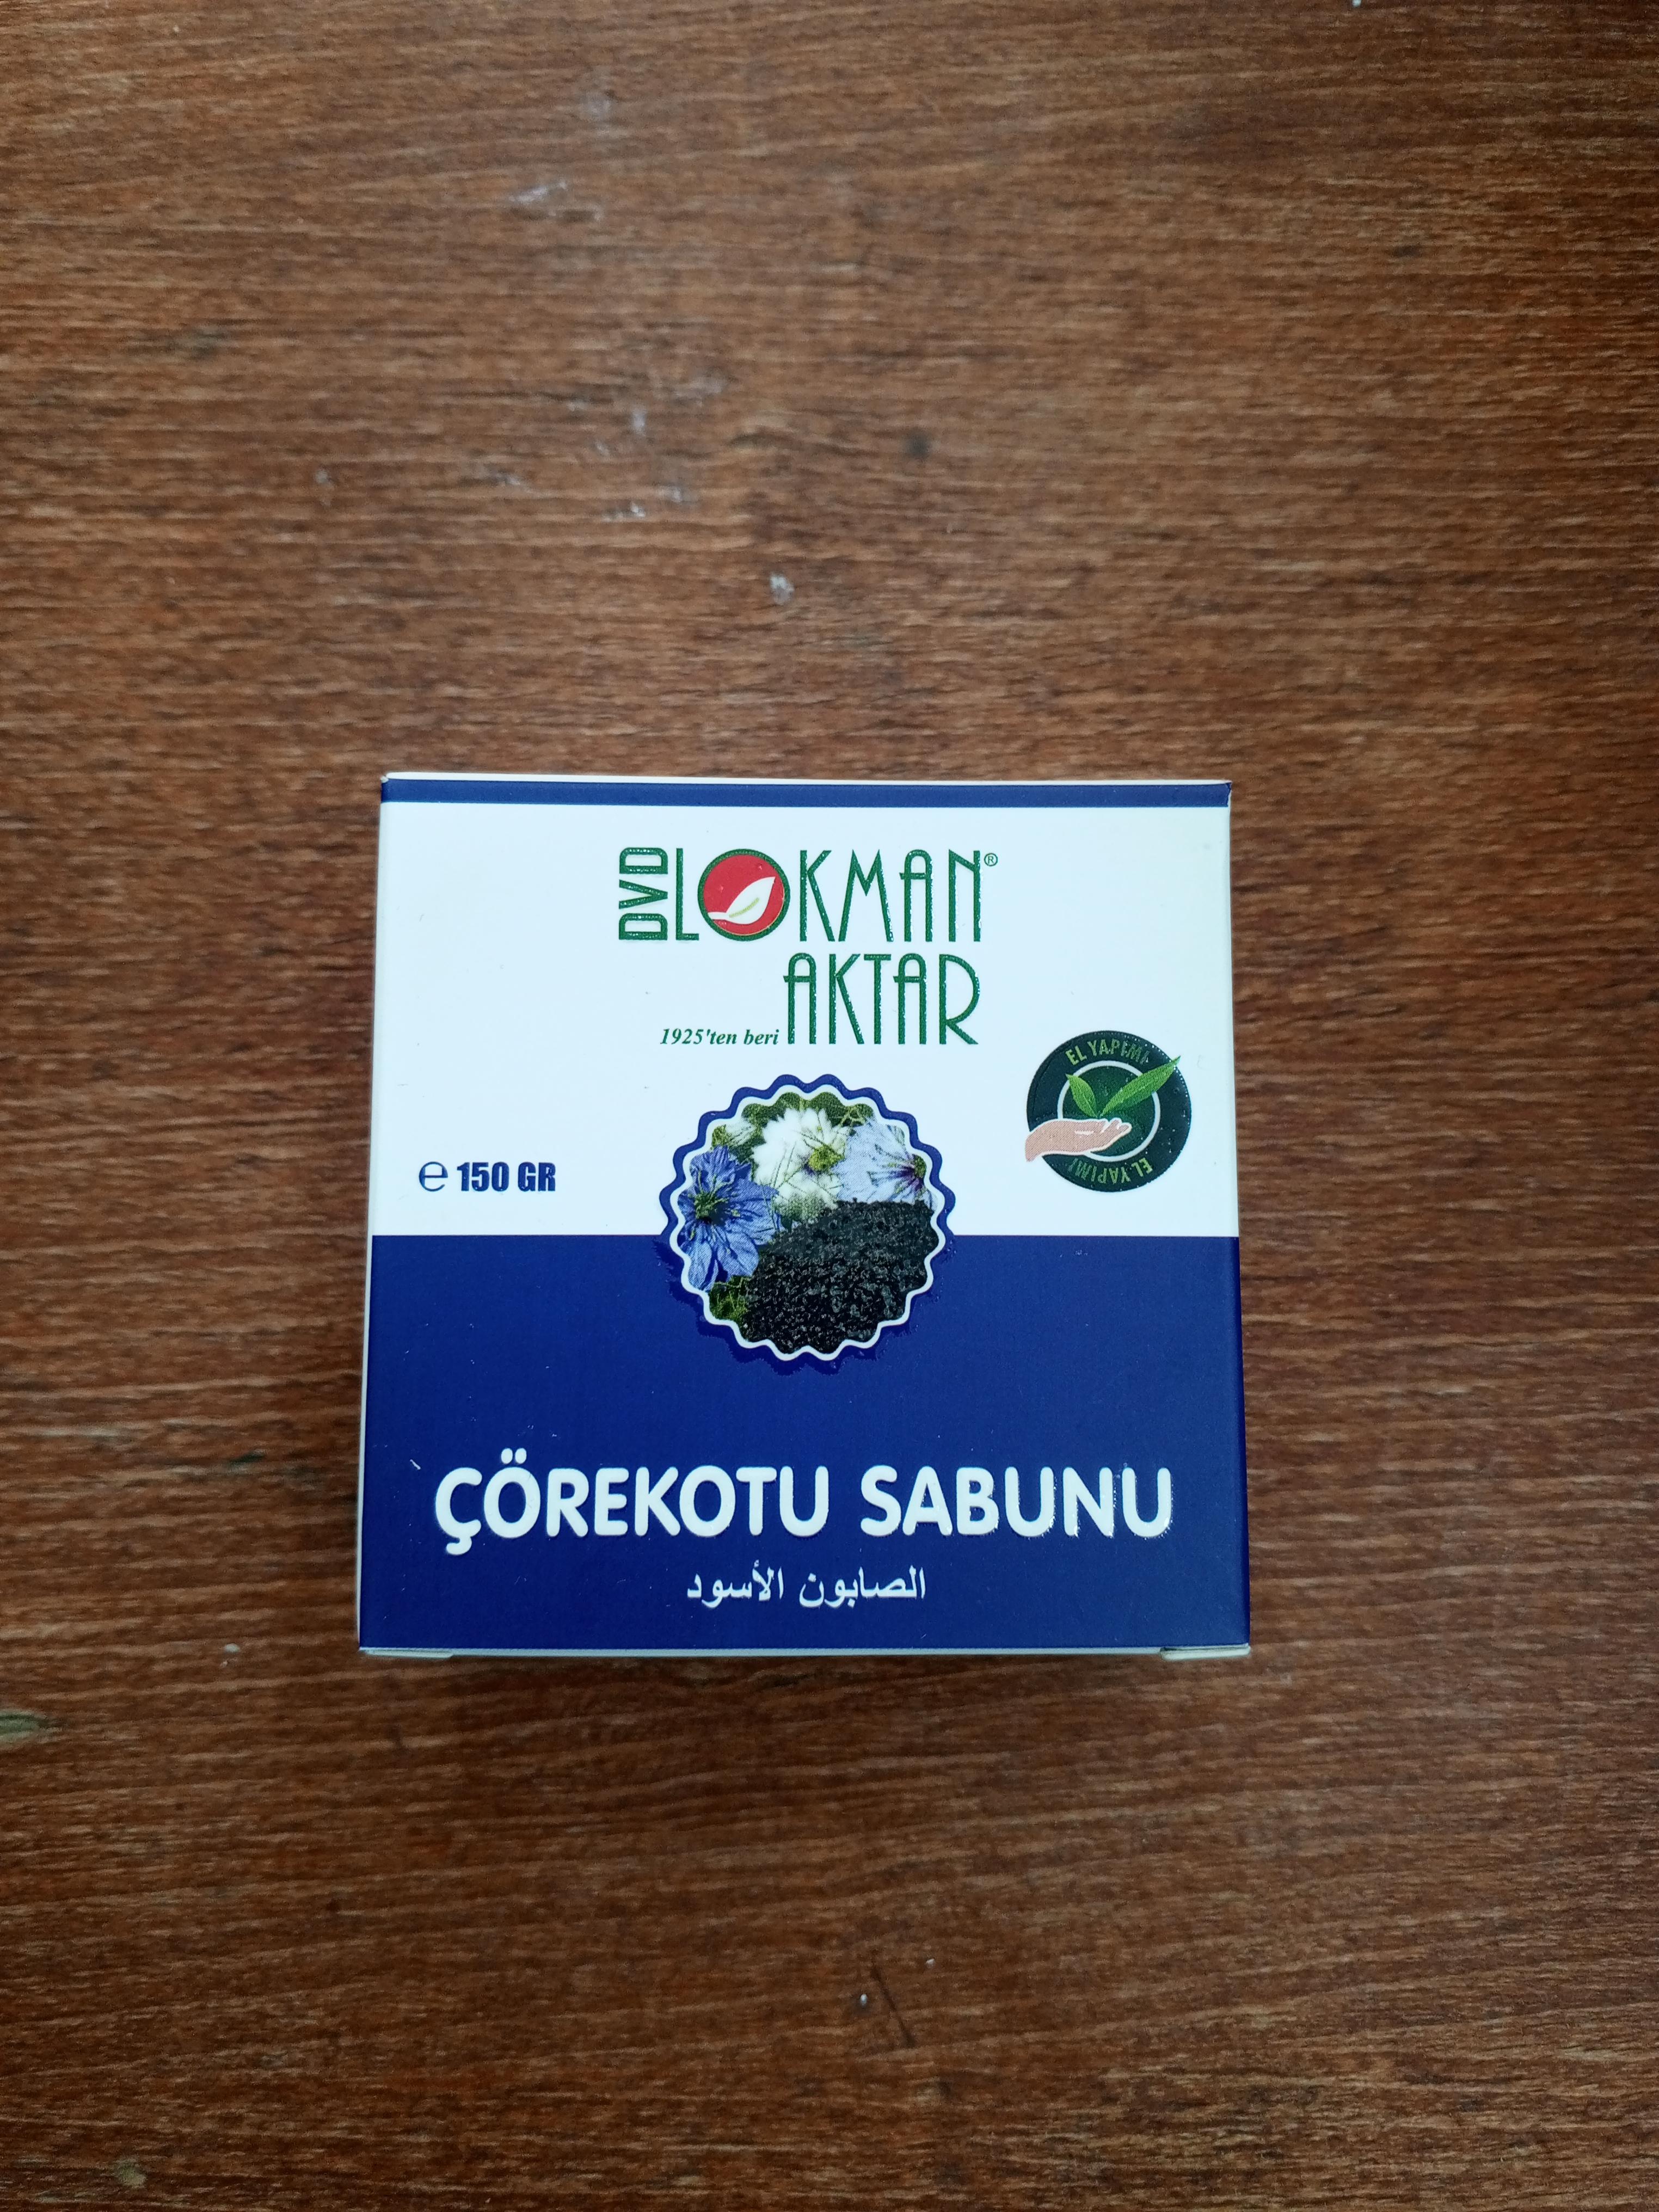 DVD LOKMAN®
AKTAR
1925'ten beri
EL YAPIMI
EL YAPIMI
℮ 150 GR
ÇÖREKOTU SABUNU
الصابون الأسود